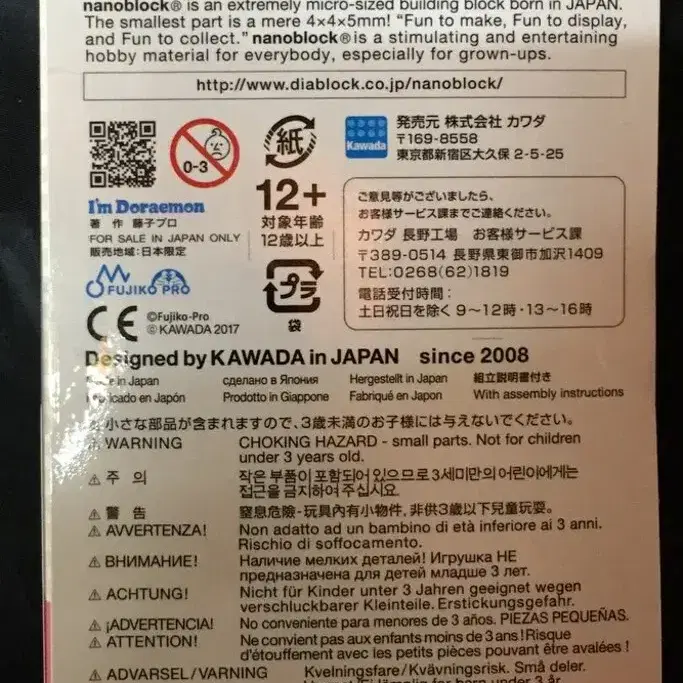 nanoblock® is an extremely micro-sized building block born in JAPAN.
The smallest part is a mere 4×4×5mm! “Fun to make, Fun to display,
and Fun to collect.” nanoblock® is a stimulating and entertaining
hobby material for everybody, especially for grown-ups.
http://www.diablock.co.jp/nanoblock/
0-3
紙
Kawada
発売元 株式会社 カワダ
〒169-8558
東京都新宿区大久保 2-5-25
I'm Doraemon
著 作 藤子プロ
FOR SALE IN JAPAN ONLY
販売地域:日本限定
FUJIKO PRO
CE
©Fujiko-Pro
© KAWADA 2017
12+
対象年齢
12歳以上
プラ
袋
ご意見等がございましたら、
お客様サービス課までご連絡ください。
カワダ 長野工場 お客様サービス課
〒389-0514 長野県東御市加沢1409
TEL:0268(62)1819
電話受付時間:
土日祝日を除く 9〜12時・13〜16時
Designed by KAWADA in JAPAN since 2008
Made in Japan сделано в Япония Hergestellt in Japan 組立説明書付き
Fabricado en Japón Prodotto in Giappone Fabriqué en Japon With assembly instructions
小さな部品が含まれますので、3歳未満のお子様には与えないでください。
⚠ WARNING CHOKING HAZARD - small parts. Not for children
under 3 years old.
⚠ 주 의 작은 부품이 포함되어 있으므로 3세미만의 어린이에게는
접근을 금지하여 주십시요.
⚠ 警 告 窒息危險-玩具內有小物件, 非供3歲以下兒童玩耍。
⚠ AVVERTENZA! Non adatto ad un bambino di età inferiore ai 3 anni.
Rischio di soffocamento.
⚠ ВНИМАНИЕ! Наличие мелких деталей! Игрушка НЕ
предназначена для детей младше 3 лет.
⚠ ACHTUNG! Nicht für Kinder unter 3 Jahren geeignet wegen
verschluckbarer Kleinteile. Erstickungsgefahr.
⚠ ¡ADVERTENCIA! No conveniente para menores de 3 años. PIEZAS PEQUEÑAS.
⚠ ATTENTION! Ne convient pas aux enfants moins de 3 ans! Risque
d'étouffement avec les petits pièces pouvant être avalées!
⚠ ADVARSEL/VARNING Kvelningsfare/Kvävningsrisk. Små deler.